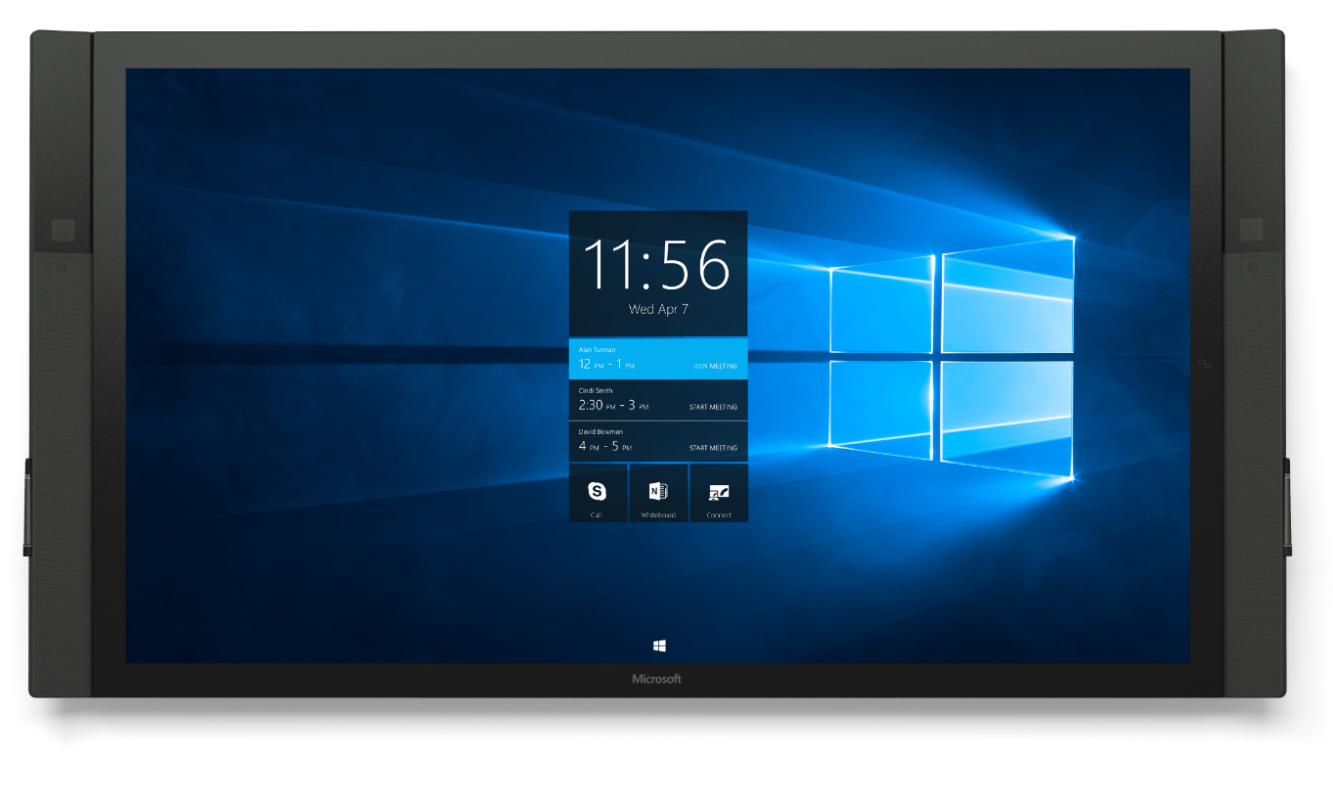 11:56
Wed Apr 7
Alan Turman
12 PM - 1 PM JOIN MEETING
Cindi Smith
2:30 PM - 3 PM START MEETING
David Bowman
4 PM - 5 PM START MEETING
S N
Call Whiteboard Connect
Microsoft